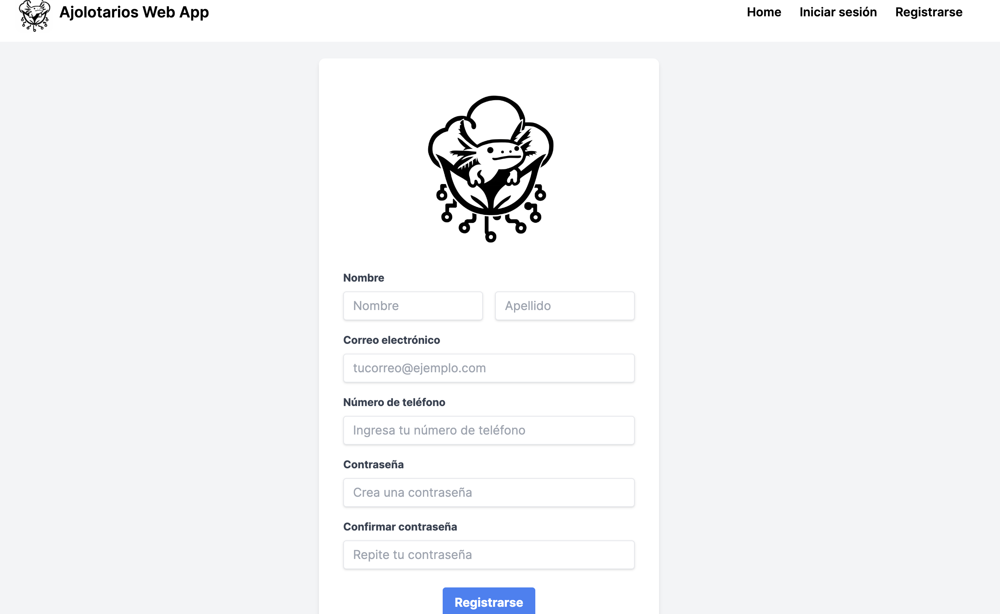 Ajolotarios Web App
Home Iniciar sesión Registrarse
Nombre
Nombre Apellido
Correo electrónico
tucorreo@ejemplo.com
Número de teléfono
Ingresa tu número de teléfono
Contraseña
Crea una contraseña
Confirmar contraseña
Repite tu contraseña
Registrarse